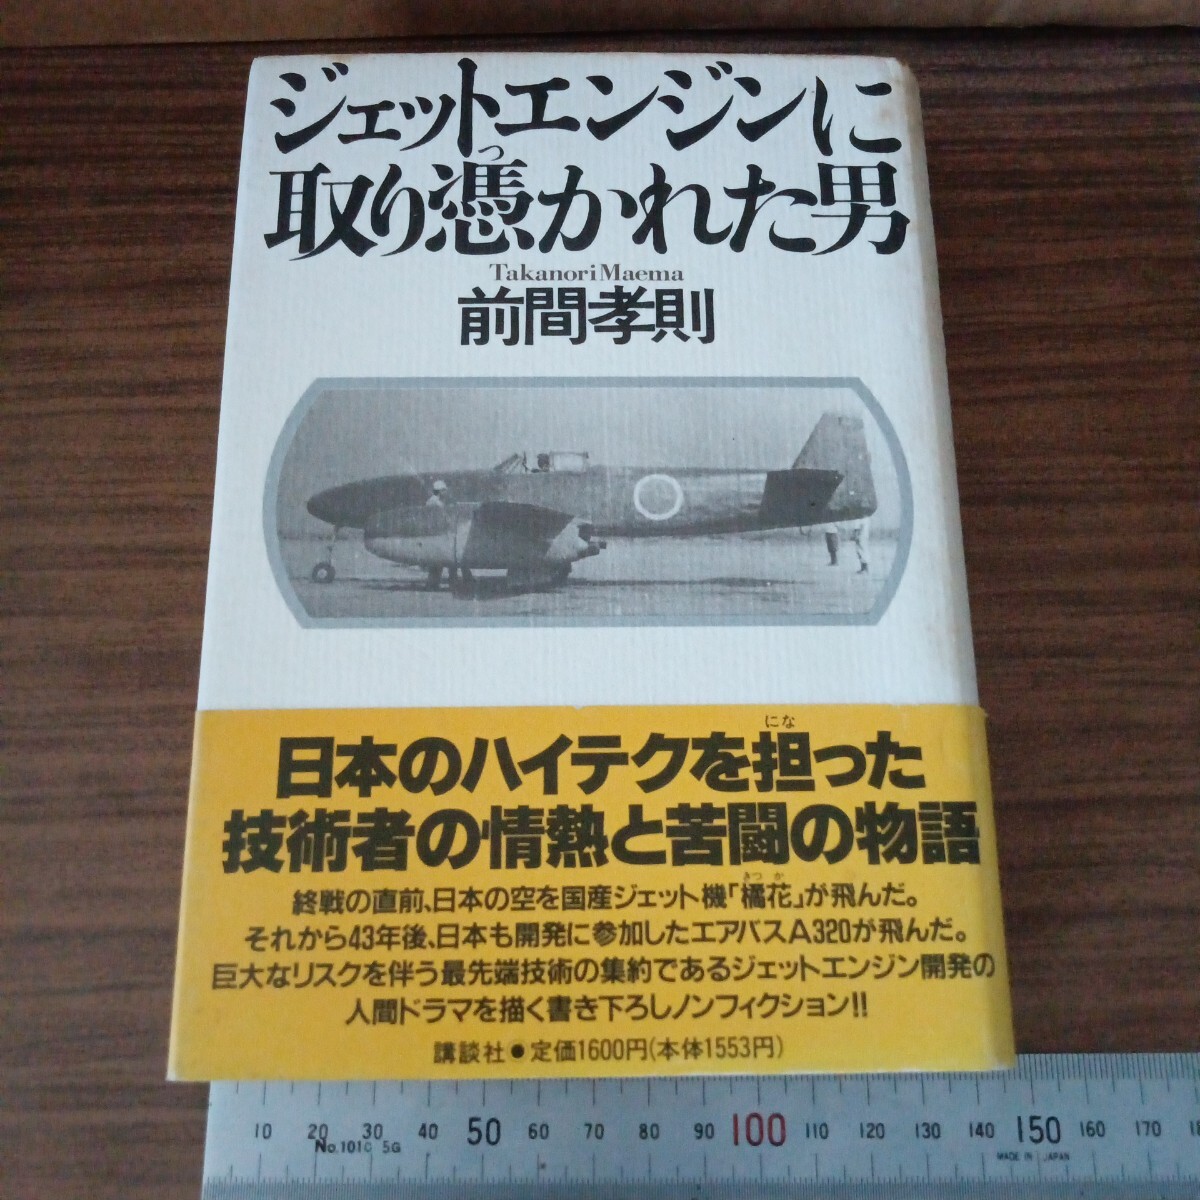 ジェットエンジンに
取り憑かれた男
つ
Takanori Maema
前間孝則
にな
日本のハイテクを担った
技術者の情熱と苦闘の物語
きつ か
終戦の直前、日本の空を国産ジェット機「橘花」が飛んだ。
それから43年後、日本も開発に参加したエアバスA320が飛んだ。
巨大なリスクを伴う最先端技術の集約であるジェットエンジン開発の
人間ドラマを描く書き下ろしノンフィクション!!
講談社●定価1600円(本体1553円)
10 20 30 40 50 60 70 80 90 100 110 120 130 140 150 160 170
No.101 5G
MADE IN JAPAN